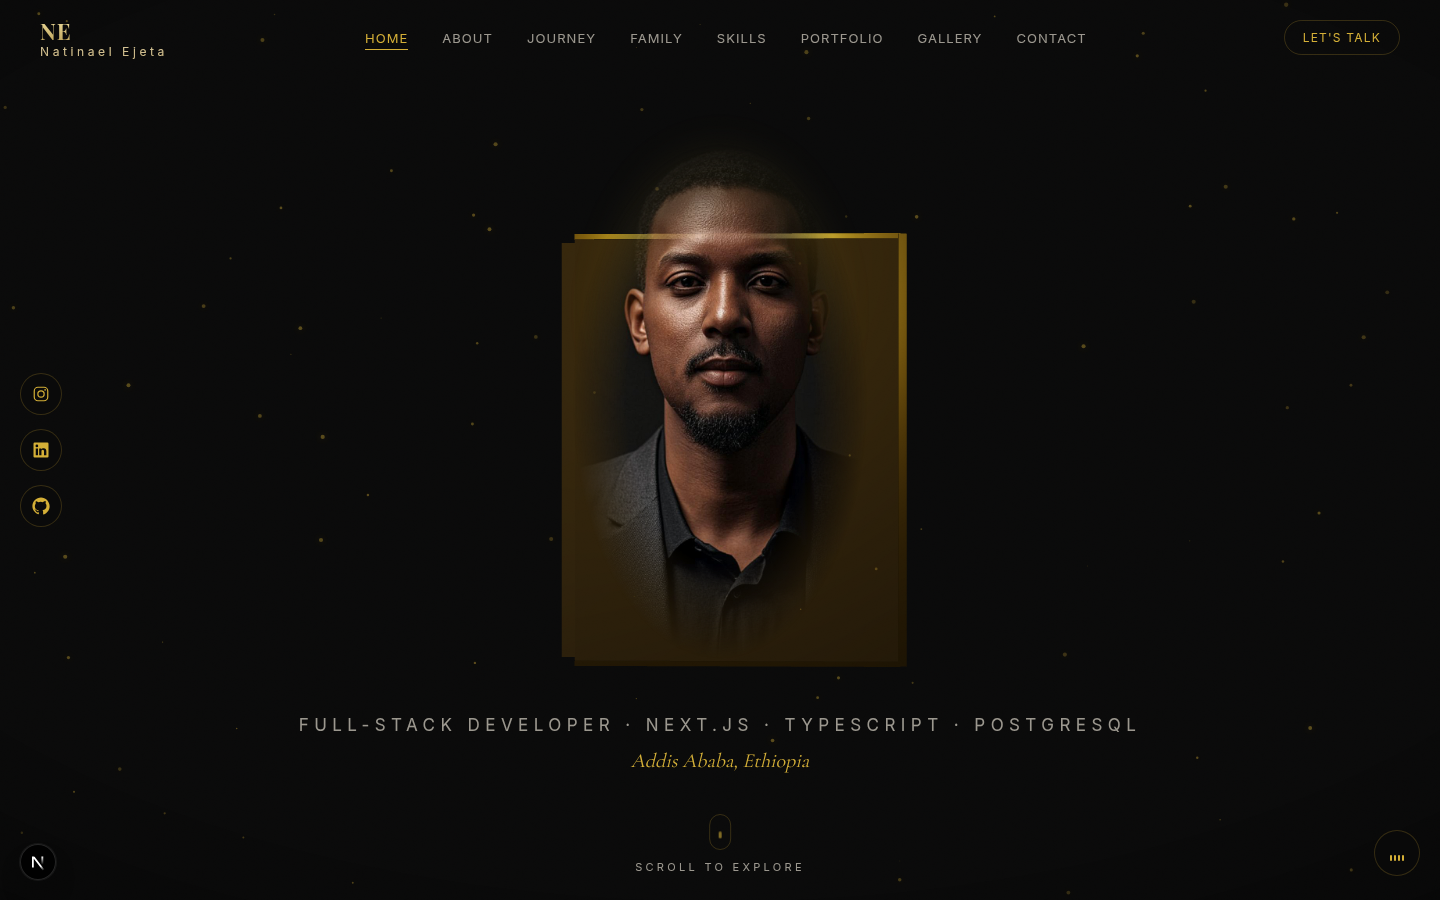 NE
Natinael Ejeta
HOME ABOUT JOURNEY FAMILY SKILLS PORTFOLIO GALLERY CONTACT
LET'S TALK
FULL-STACK DEVELOPER · NEXT.JS · TYPESCRIPT · POSTGRESQL
Addis Ababa, Ethiopia
SCROLL TO EXPLORE
N